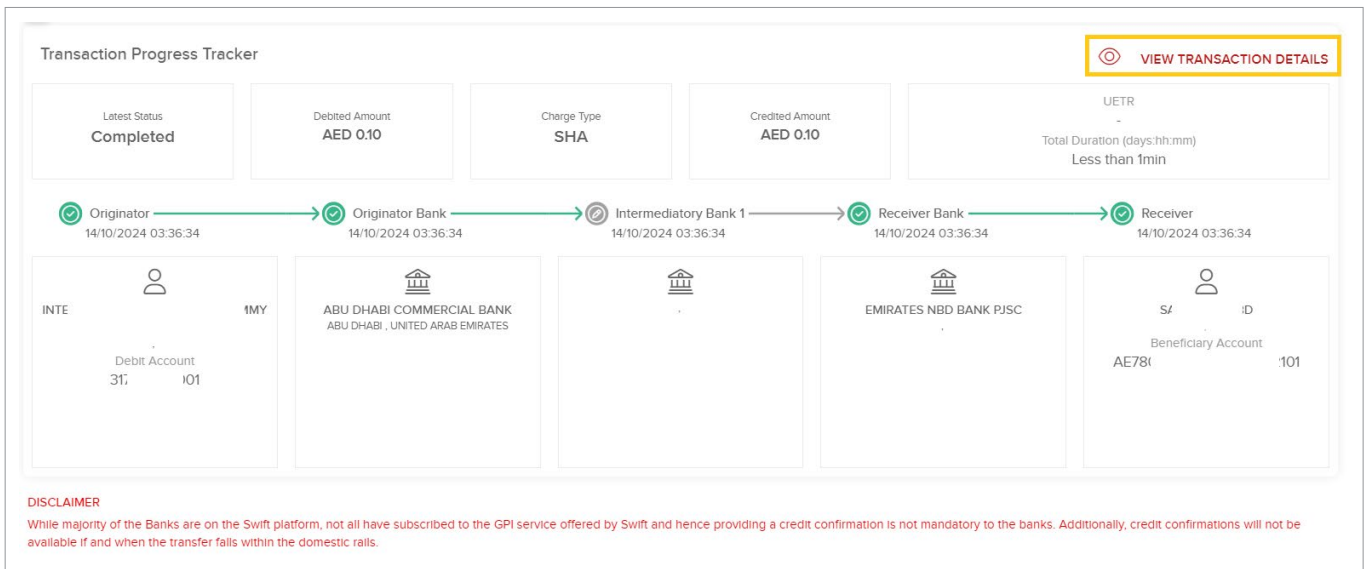 Transaction Progress Tracker
VIEW TRANSACTION DETAILS
Latest Status
Completed
Debited Amount
AED 0.10
Charge Type
SHA
Credited Amount
AED 0.10
UETR
-
Total Duration (days:hh:mm)
Less than 1min
Originator
14/10/2024 03:36:34
Originator Bank
14/10/2024 03:36:34
Intermediatory Bank 1
14/10/2024 03:36:34
Receiver Bank
14/10/2024 03:36:34
Receiver
14/10/2024 03:36:34
INTE
,
Debit Account
ABU DHABI COMMERCIAL BANK
ABU DHABI , UNITED ARAB EMIRATES
,
EMIRATES NBD BANK PJSC
,
,
Beneficiary Account
DISCLAIMER
While majority of the Banks are on the Swift platform, not all have subscribed to the GPI service offered by Swift and hence providing a credit confirmation is not mandatory to the banks. Additionally, credit confirmations will not be
available if and when the transfer falls within the domestic rails.